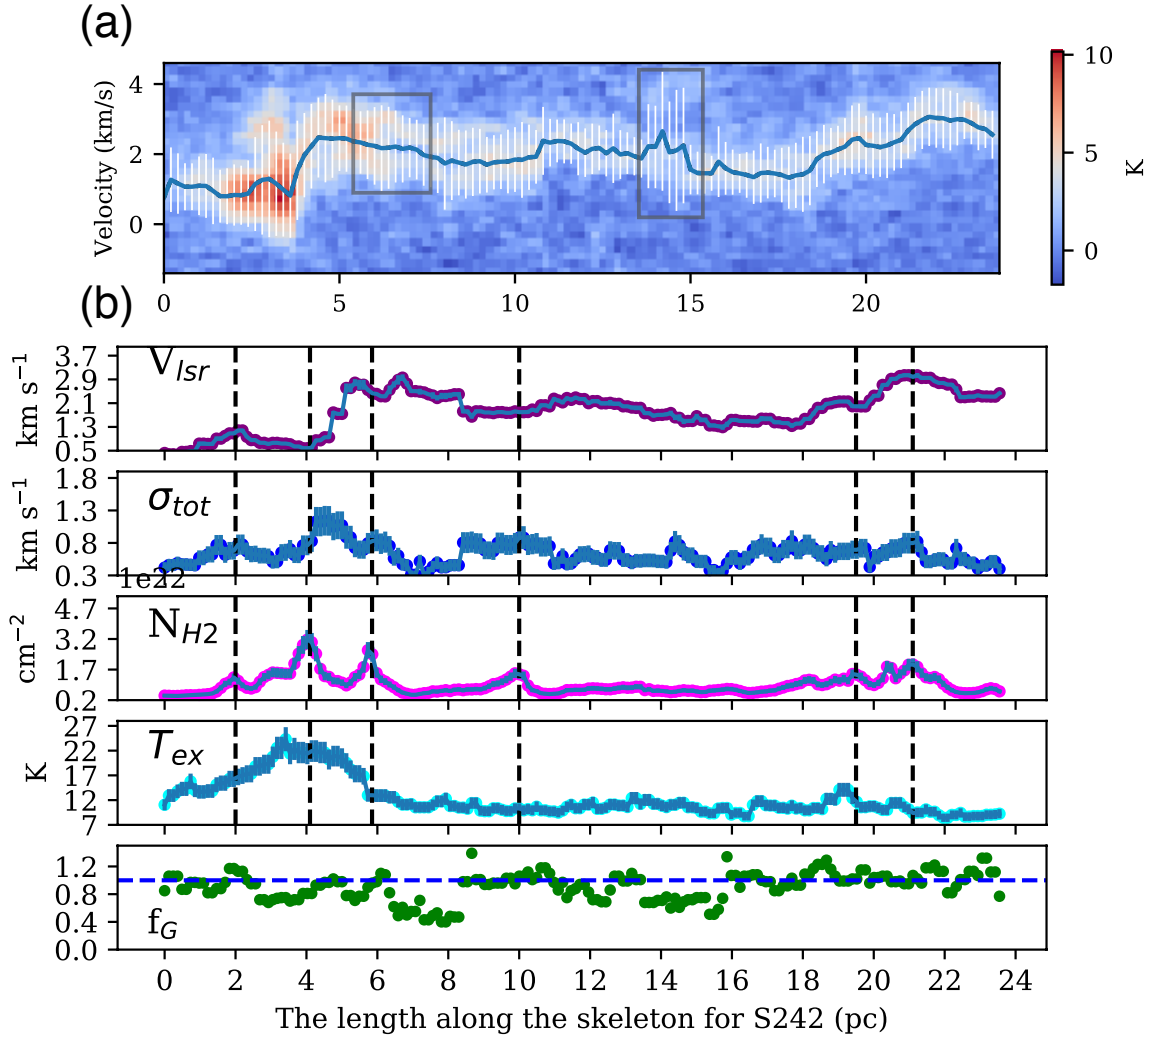 (a)
Velocity (km/s)
4
2
0
0 5 10 15 20
10
5
0
K
(b)
V_lsr
km s⁻¹
3.7
2.9
2.1
1.3
0.5
σ_tot
km s⁻¹
1.8
1.3
0.8
0.3
1e22
N_H2
cm⁻²
4.7
3.2
1.7
0.2
T_ex
K
27
22
17
12
7
f_G
1.2
0.8
0.4
0.0
0 2 4 6 8 10 12 14 16 18 20 22 24
The length along the skeleton for S242 (pc)